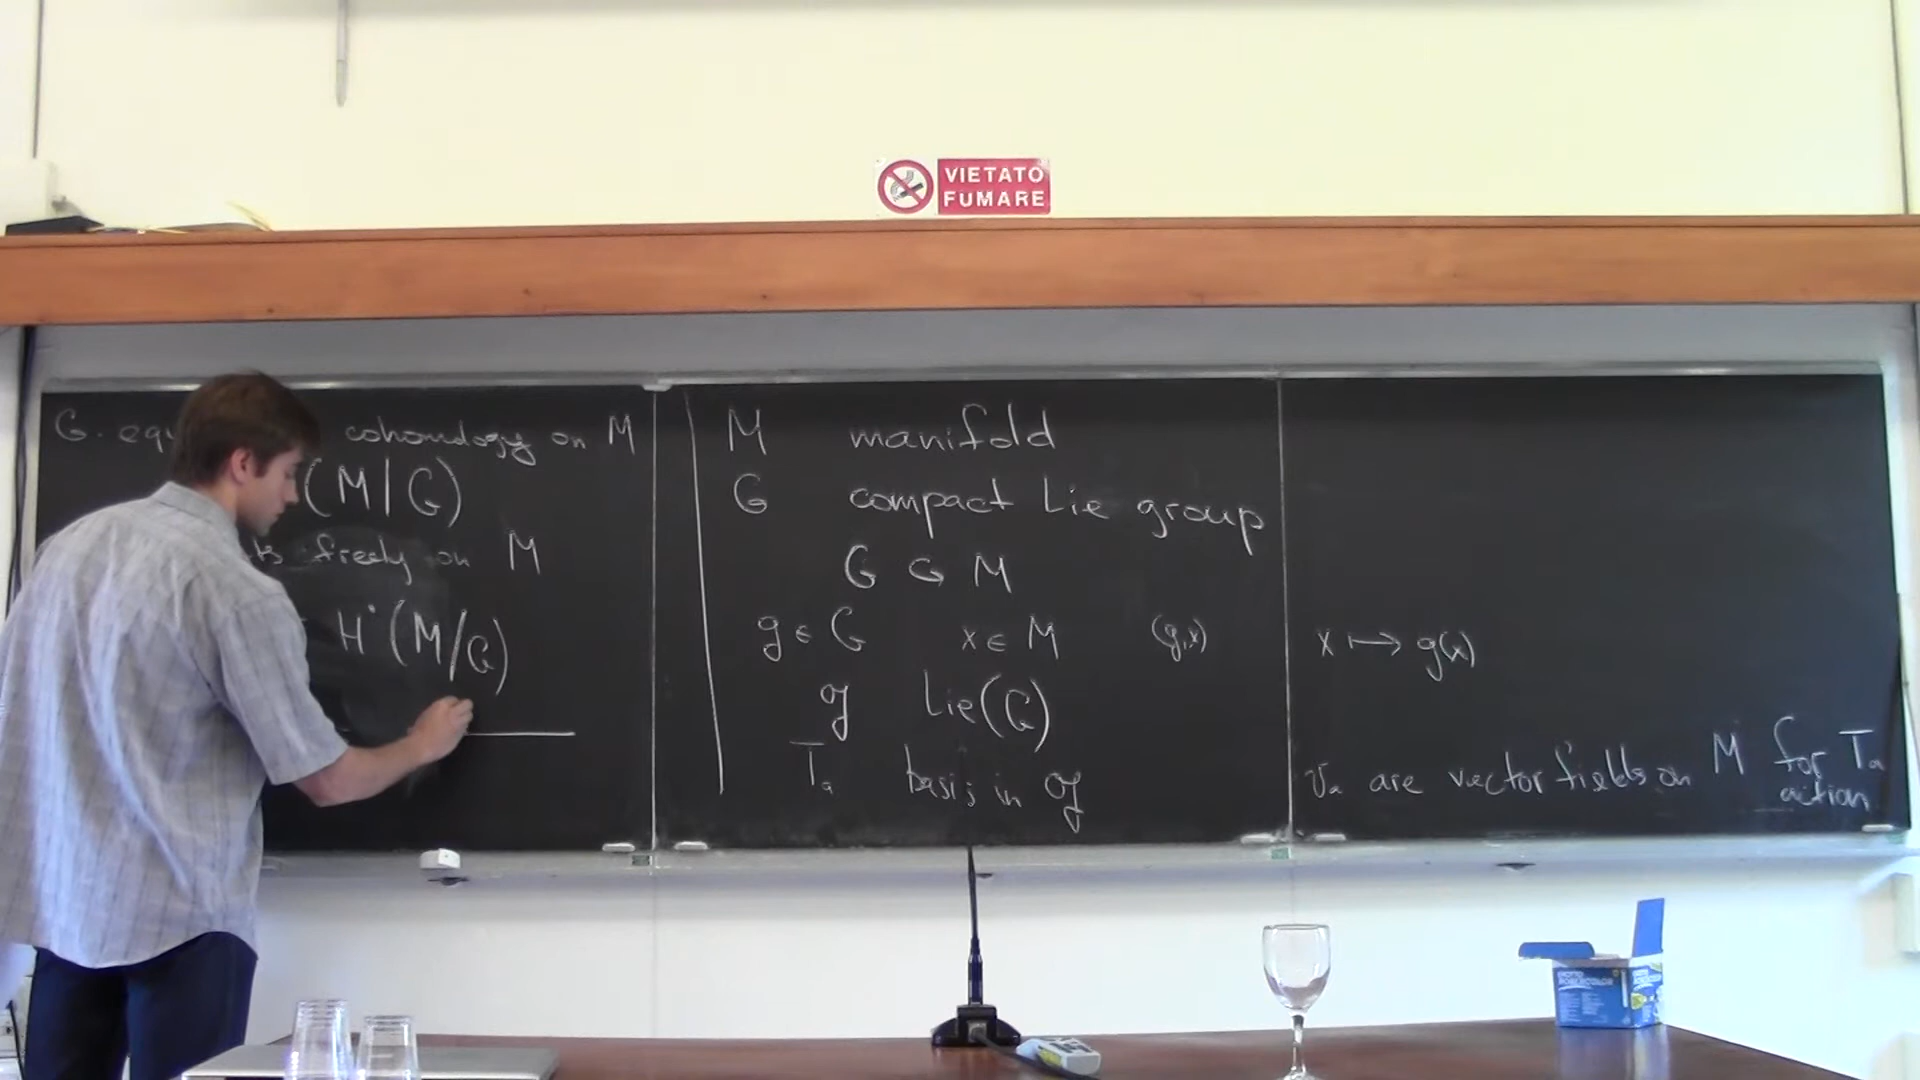 VIETATO
FUMARE
G. equ cohomology on M
(M/G)
ts freely on M
H˙(M/G)
M manifold
G compact Lie group
G G M
g ∈ G x ∈ M (g,x)
𝔤 Lie(G)
Tₐ basis in 𝔤
x ↦ g(x)
vₐ are vector fields on M for Tₐ
action